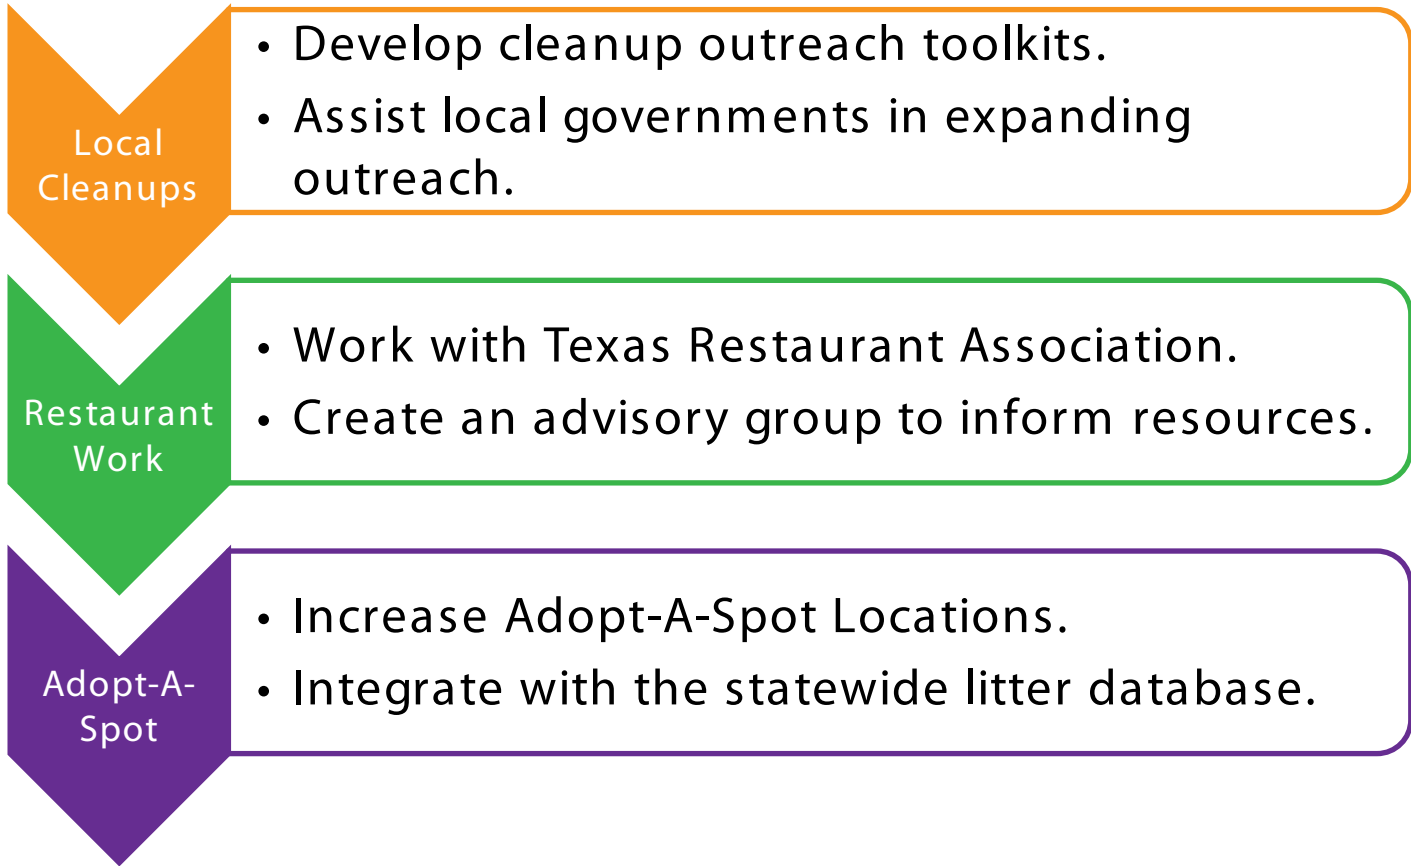 Local
Cleanups
• Develop cleanup outreach toolkits.
• Assist local governments in expanding
outreach.
Restaurant
Work
• Work with Texas Restaurant Association.
• Create an advisory group to inform resources.
Adopt-A-
Spot
• Increase Adopt-A-Spot Locations.
• Integrate with the statewide litter database.